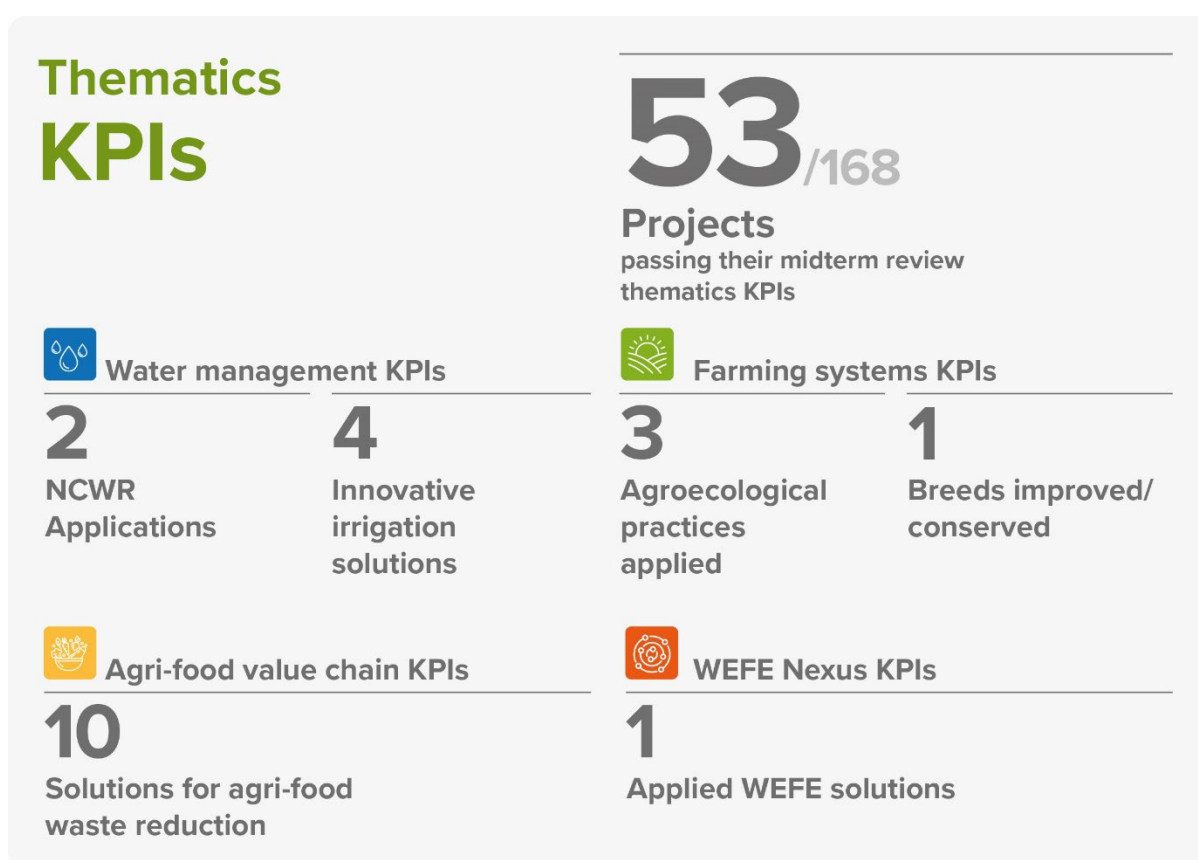 Thematics
KPIs
53/168
Projects
passing their midterm review
thematics KPIs
Water management KPIs
2
NCWR
Applications
4
Innovative
irrigation
solutions
Farming systems KPIs
3
Agroecological
practices
applied
1
Breeds improved/
conserved
Agri-food value chain KPIs
10
Solutions for agri-food
waste reduction
WEFE Nexus KPIs
1
Applied WEFE solutions